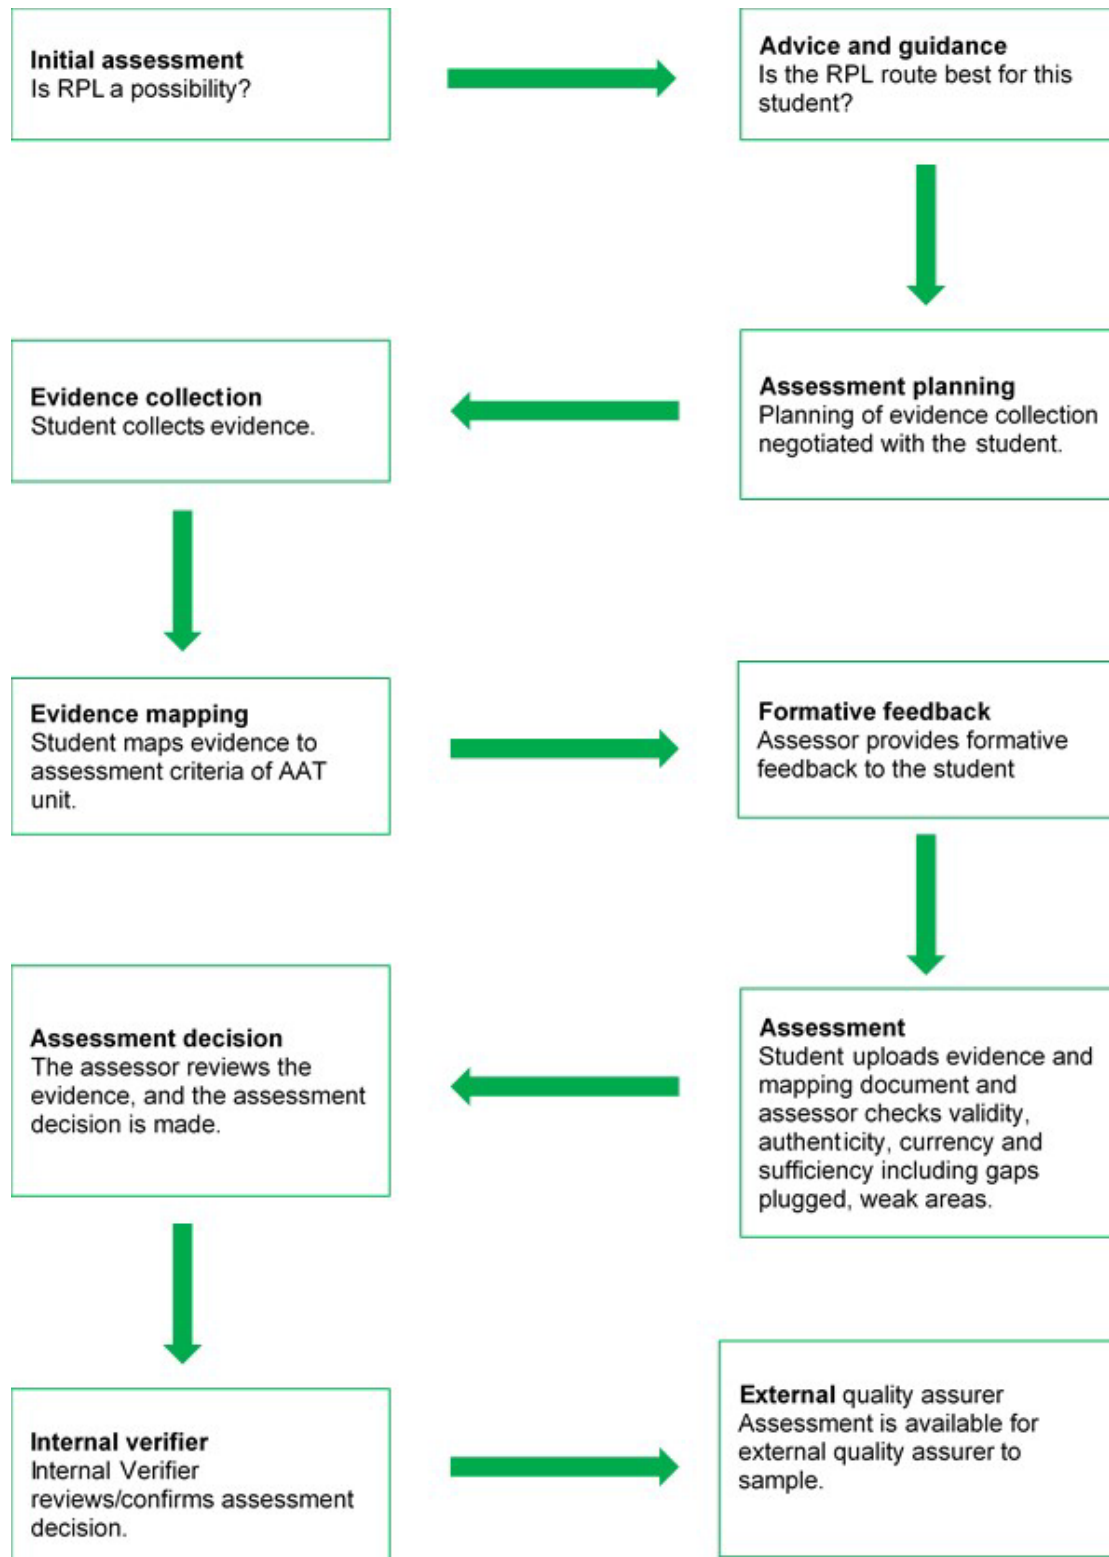 Initial assessment
Is RPL a possibility?
Advice and guidance
Is the RPL route best for this
student?
Assessment planning
Planning of evidence collection
negotiated with the student.
Evidence collection
Student collects evidence.
Evidence mapping
Student maps evidence to
assessment criteria of AAT
unit.
Formative feedback
Assessor provides formative
feedback to the student
Assessment
Student uploads evidence and
mapping document and
assessor checks validity,
authenticity, currency and
sufficiency including gaps
plugged, weak areas.
Assessment decision
The assessor reviews the
evidence, and the assessment
decision is made.
Internal verifier
Internal Verifier
reviews/confirms assessment
decision.
External quality assurer
Assessment is available for
external quality assurer to
sample.